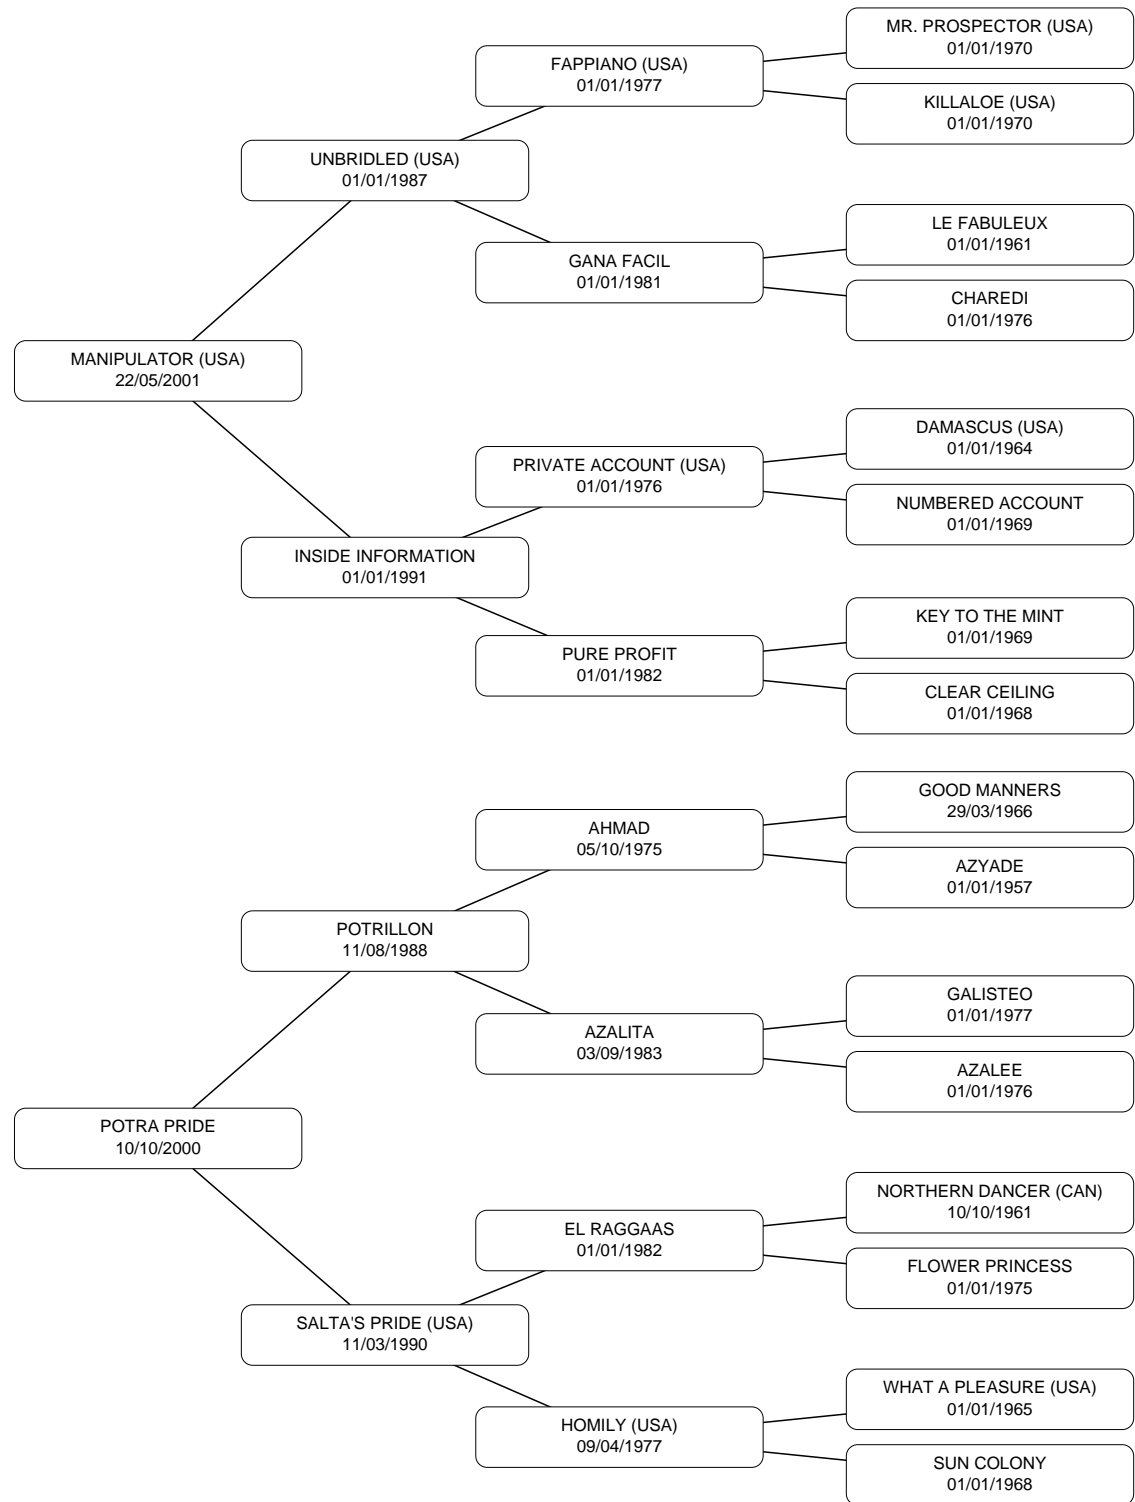 MR. PROSPECTOR (USA)
01/01/1970
FAPPIANO (USA)
01/01/1977
KILLALOE (USA)
01/01/1970
UNBRIDLED (USA)
01/01/1987
LE FABULEUX
01/01/1961
GANA FACIL
01/01/1981
CHAREDI
01/01/1976
MANIPULATOR (USA)
22/05/2001
DAMASCUS (USA)
01/01/1964
PRIVATE ACCOUNT (USA)
01/01/1976
NUMBERED ACCOUNT
01/01/1969
INSIDE INFORMATION
01/01/1991
KEY TO THE MINT
01/01/1969
PURE PROFIT
01/01/1982
CLEAR CEILING
01/01/1968
GOOD MANNERS
29/03/1966
AHMAD
05/10/1975
AZYADE
01/01/1957
POTRILLON
11/08/1988
GALISTEO
01/01/1977
AZALITA
03/09/1983
AZALEE
01/01/1976
POTRA PRIDE
10/10/2000
NORTHERN DANCER (CAN)
10/10/1961
EL RAGGAAS
01/01/1982
FLOWER PRINCESS
01/01/1975
SALTA'S PRIDE (USA)
11/03/1990
WHAT A PLEASURE (USA)
01/01/1965
HOMILY (USA)
09/04/1977
SUN COLONY
01/01/1968